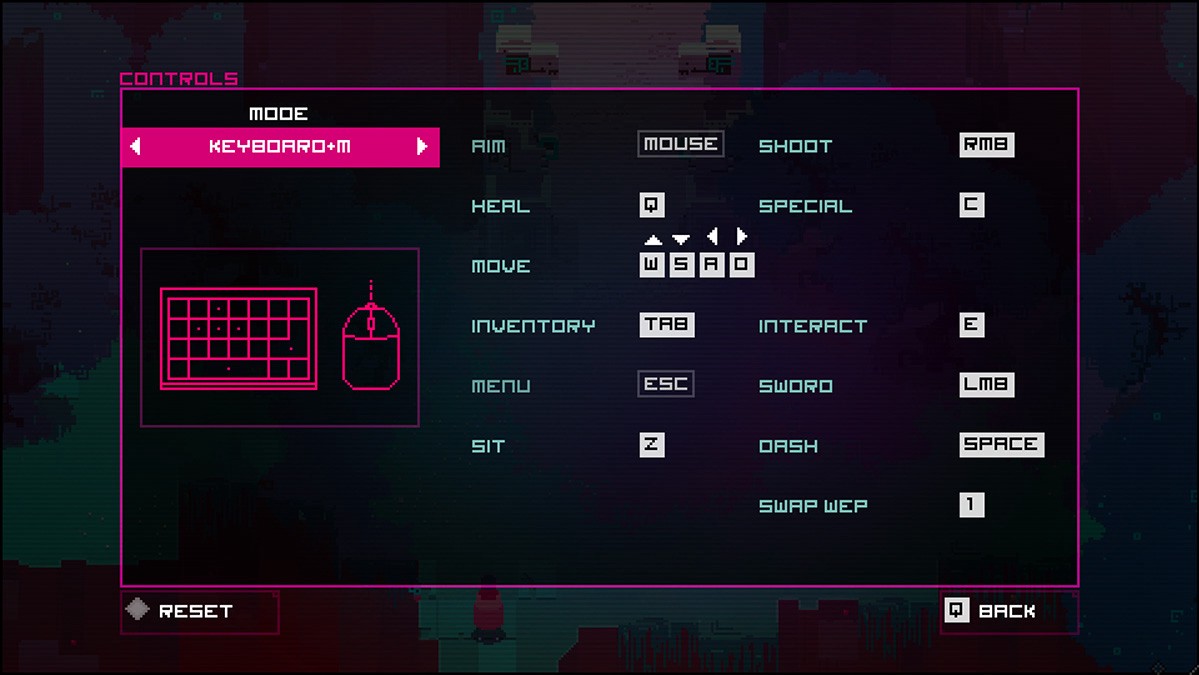 CONTROLS
MODE
KEYBOARD+M
AIM MOUSE SHOOT RMB
HEAL Q SPECIAL C
MOVE W S A D
INVENTORY TAB INTERACT E
MENU ESC SWORD LMB
SIT Z DASH SPACE
SWAP WEP 1
RESET Q BACK